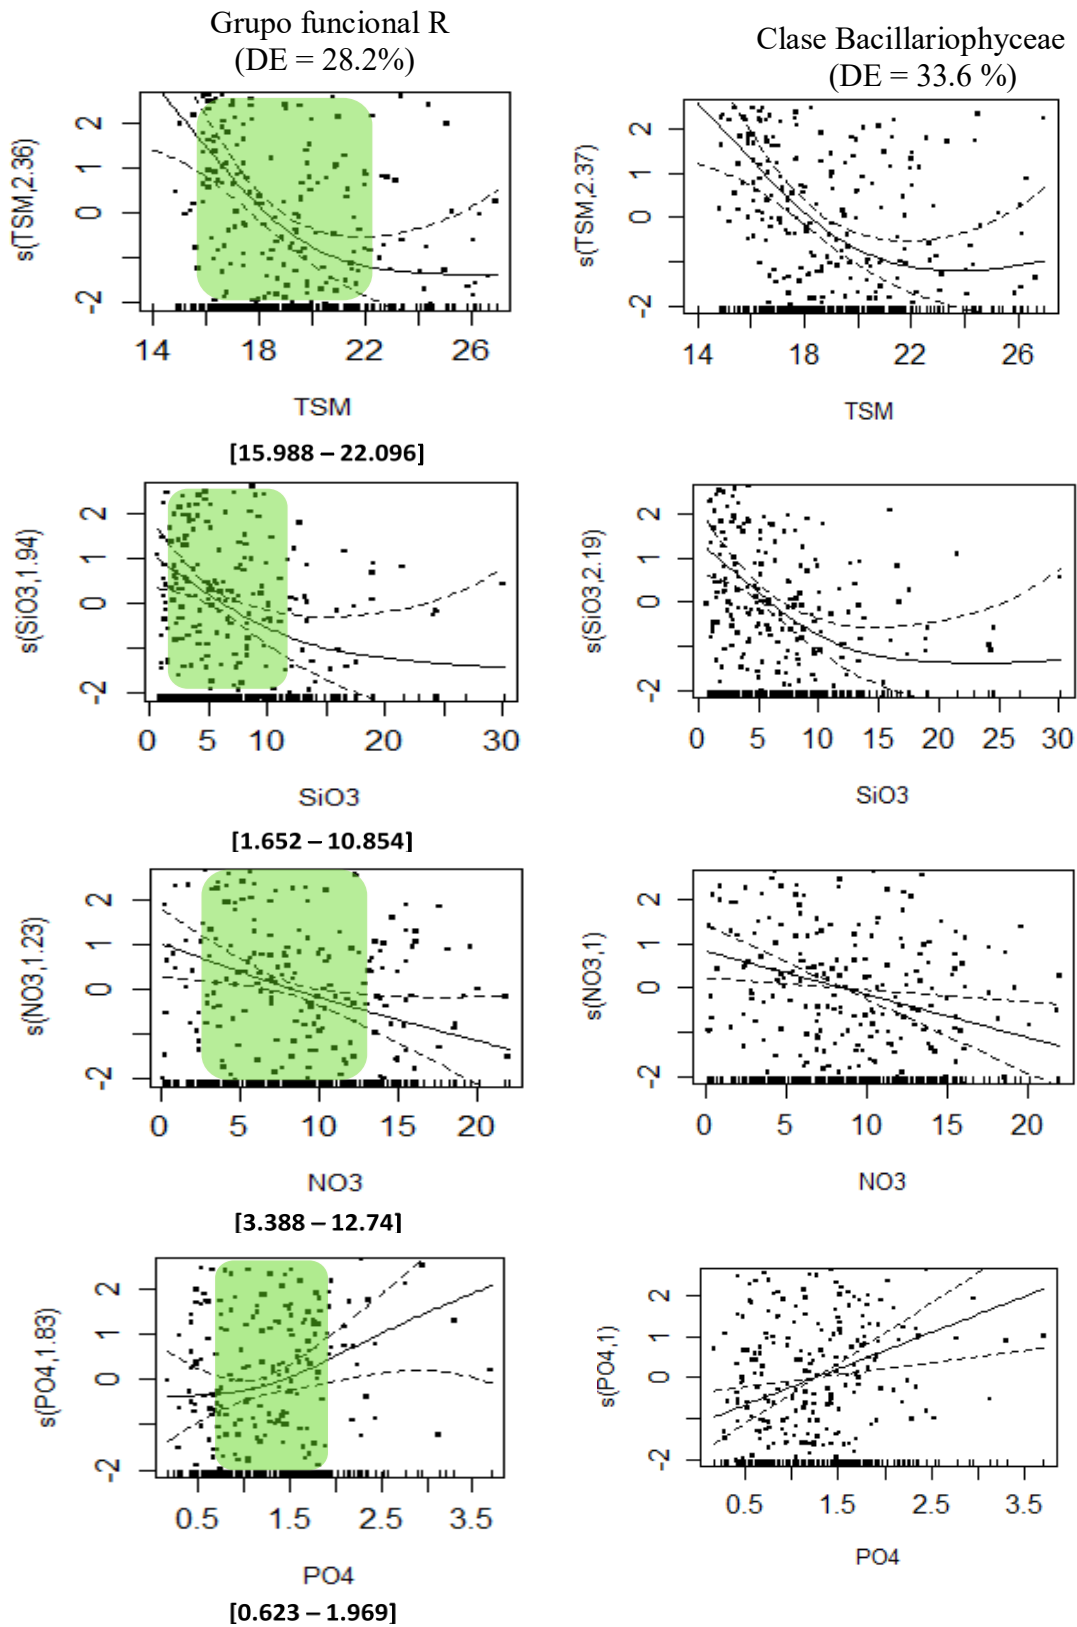 Grupo funcional R
(DE = 28.2%)
Clase Bacillariophyceae
(DE = 33.6 %)
s(TSM,2.36)
2
1
0
-2
14 18 22 26
TSM
[15.988 – 22.096]
s(TSM,2.37)
2
1
0
-2
14 18 22 26
TSM
s(SiO3,1.94)
2
1
0
-2
0 5 10 20 30
SiO3
[1.652 – 10.854]
s(SiO3,2.19)
2
1
0
-2
0 5 10 15 20 25 30
SiO3
s(NO3,1.23)
2
1
0
-2
0 5 10 15 20
NO3
[3.388 – 12.74]
s(NO3,1)
2
1
0
-2
0 5 10 15 20
NO3
s(PO4,1.83)
2
1
0
-2
0.5 1.5 2.5 3.5
PO4
[0.623 – 1.969]
s(PO4,1)
2
1
0
-2
0.5 1.5 2.5 3.5
PO4